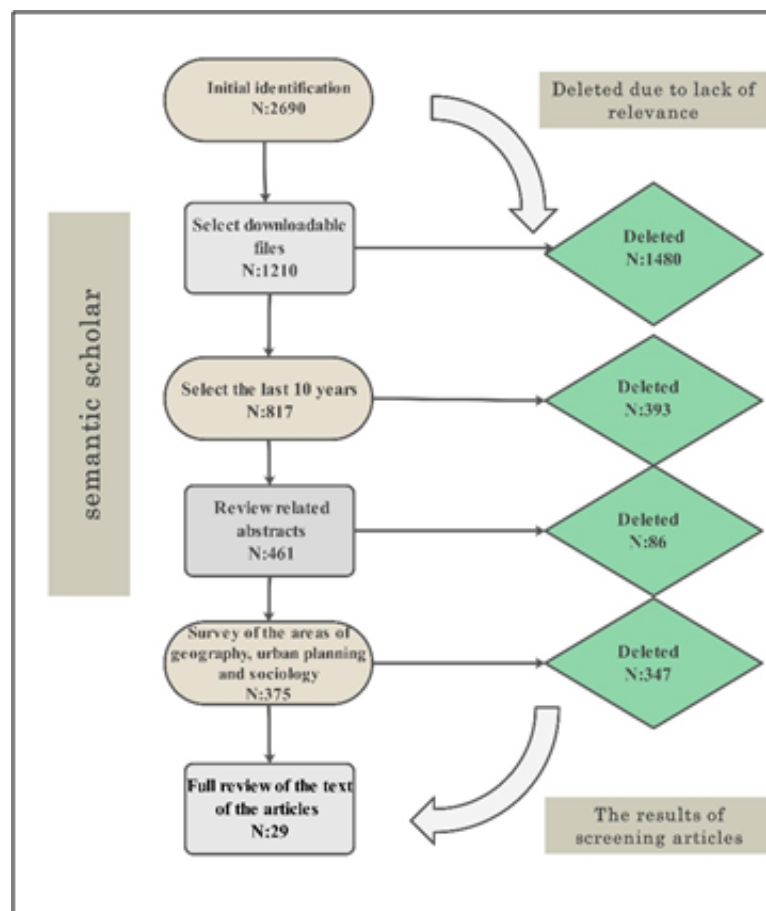 Initial identification
N:2690
Deleted due to lack of
relevance
Select downloadable
files
N:1210
Deleted
N:1480
semantic scholar
Select the last 10 years
N:817
Deleted
N:393
Review related
abstracts
N:461
Deleted
N:86
Survey of the areas of
geography, urban planning
and sociology
N:375
Deleted
N:347
Full review of the text
of the articles
N:29
The results of
screening articles